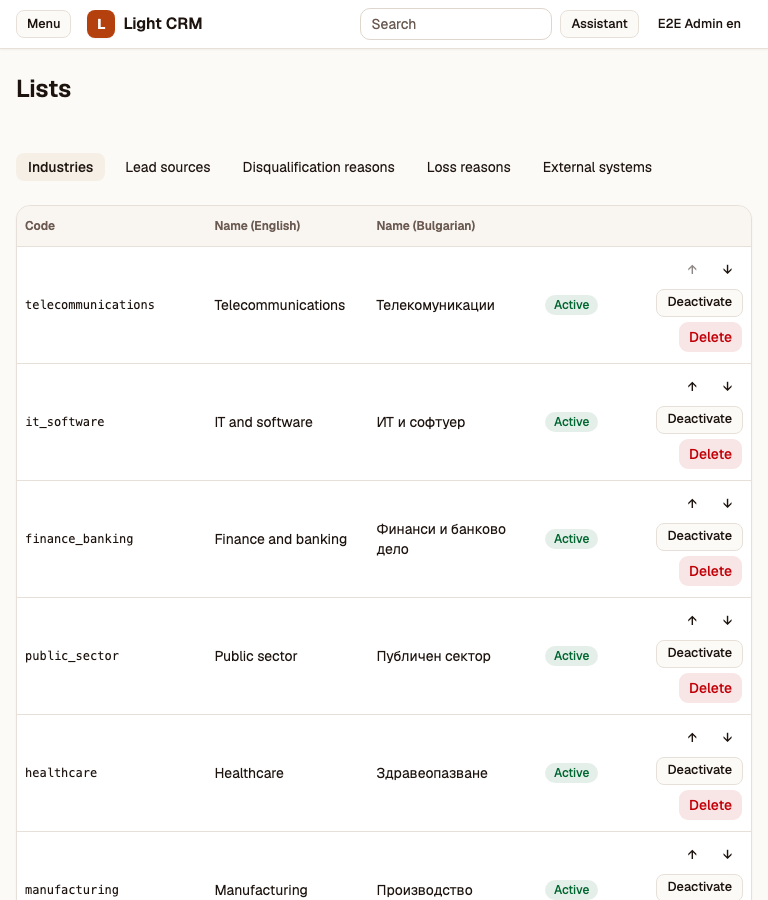 Menu
L
Light CRM
Search
Assistant
E2E Admin en
Lists
Industries
Lead sources
Disqualification reasons
Loss reasons
External systems
Code
Name (English)
Name (Bulgarian)
↑ ↓
telecommunications
Telecommunications
Телекомуникации
Active
Deactivate
Delete
↑ ↓
it_software
IT and software
ИТ и софтуер
Active
Deactivate
Delete
↑ ↓
finance_banking
Finance and banking
Финанси и банково
дело
Active
Deactivate
Delete
↑ ↓
public_sector
Public sector
Публичен сектор
Active
Deactivate
Delete
↑ ↓
healthcare
Healthcare
Здравеопазване
Active
Deactivate
Delete
↑ ↓
manufacturing
Manufacturing
Производство
Active
Deactivate